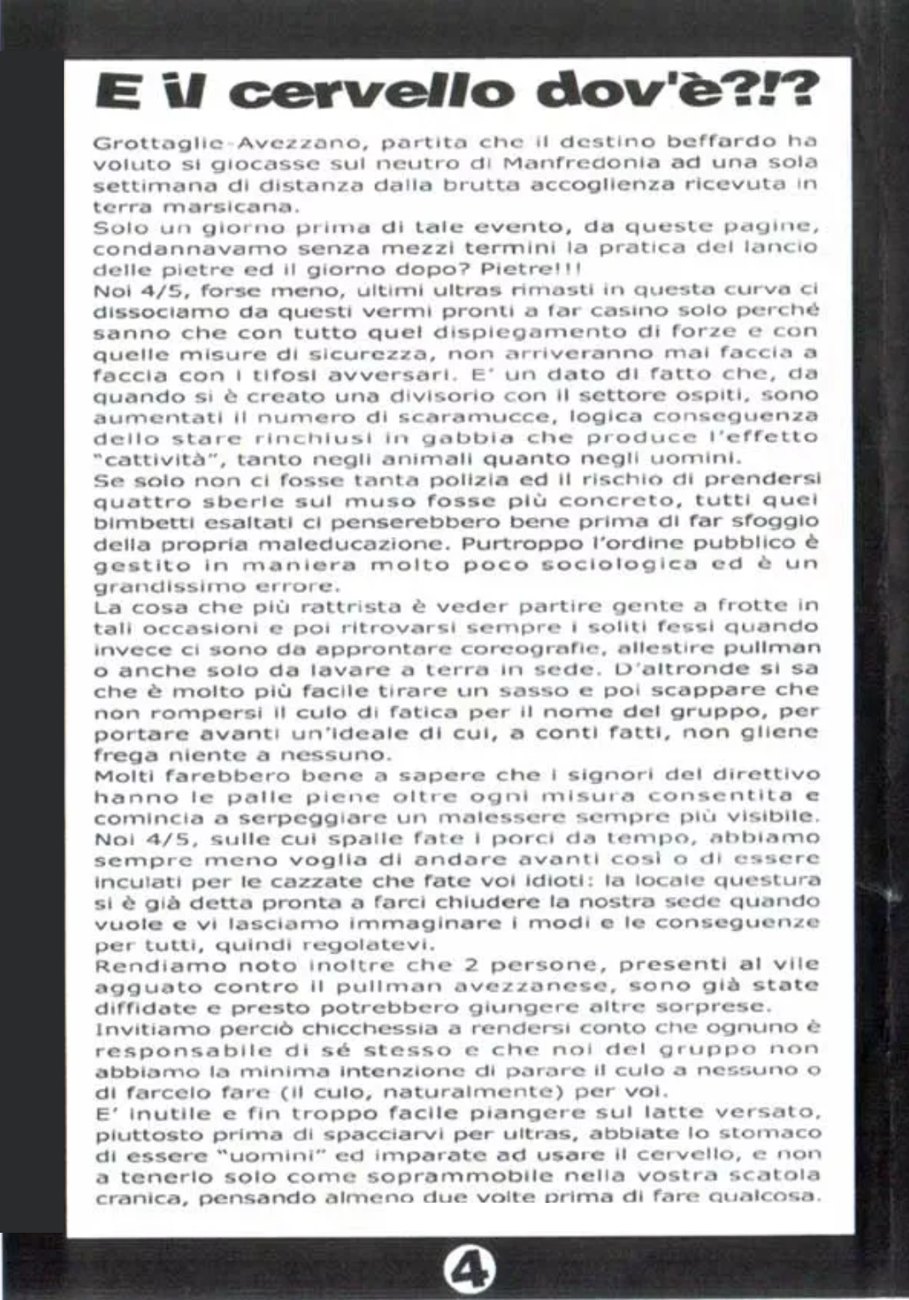 E il cervello dov'è?!?
Grottaglie-Avezzano, partita che il destino beffardo ha
voluto si giocasse sul neutro di Manfredonia ad una sola
settimana di distanza dalla brutta accoglienza ricevuta in
terra marsicana.
Solo un giorno prima di tale evento, da queste pagine,
condannavamo senza mezzi termini la pratica del lancio
delle pietre ed il giorno dopo? Pietre!!!
Noi 4/5, forse meno, ultimi ultras rimasti in questa curva ci
dissociamo da questi vermi pronti a far casino solo perché
sanno che con tutto quel dispiegamento di forze e con
quelle misure di sicurezza, non arriveranno mai faccia a
faccia con i tifosi avversari. E' un dato di fatto che, da
quando si è creato una divisorio con il settore ospiti, sono
aumentati il numero di scaramucce, logica conseguenza
dello stare rinchiusi in gabbia che produce l'effetto
"cattività", tanto negli animali quanto negli uomini.
Se solo non ci fosse tanta polizia ed il rischio di prendersi
quattro sberle sul muso fosse più concreto, tutti quei
bimbetti esaltati ci penserebbero bene prima di far sfoggio
della propria maleducazione. Purtroppo l'ordine pubblico è
gestito in maniera molto poco sociologica ed è un
grandissimo errore.
La cosa che più rattrista è veder partire gente a frotte in
tali occasioni e poi ritrovarsi sempre i soliti fessi quando
invece ci sono da approntare coreografie, allestire pullman
o anche solo da lavare a terra in sede. D'altronde si sa
che è molto più facile tirare un sasso e poi scappare che
non rompersi il culo di fatica per il nome del gruppo, per
portare avanti un'ideale di cui, a conti fatti, non gliene
frega niente a nessuno.
Molti farebbero bene a sapere che i signori del direttivo
hanno le palle piene oltre ogni misura consentita e
comincia a serpeggiare un malessere sempre più visibile.
Noi 4/5, sulle cui spalle fate i porci da tempo, abbiamo
sempre meno voglia di andare avanti così o di essere
inculati per le cazzate che fate voi idioti: la locale questura
si è già detta pronta a farci chiudere la nostra sede quando
vuole e vi lasciamo immaginare i modi e le conseguenze
per tutti, quindi regolatevi.
Rendiamo noto inoltre che 2 persone, presenti al vile
agguato contro il pullman avezzanese, sono già state
diffidate e presto potrebbero giungere altre sorprese.
Invitiamo perciò chicchessia a rendersi conto che ognuno è
responsabile di sé stesso e che noi del gruppo non
abbiamo la minima intenzione di parare il culo a nessuno o
di farcelo fare (il culo, naturalmente) per voi.
E' inutile e fin troppo facile piangere sul latte versato,
piuttosto prima di spacciarvi per ultras, abbiate lo stomaco
di essere "uomini" ed imparate ad usare il cervello, e non
a tenerlo solo come soprammobile nella vostra scatola
cranica, pensando almeno due volte prima di fare qualcosa.
4